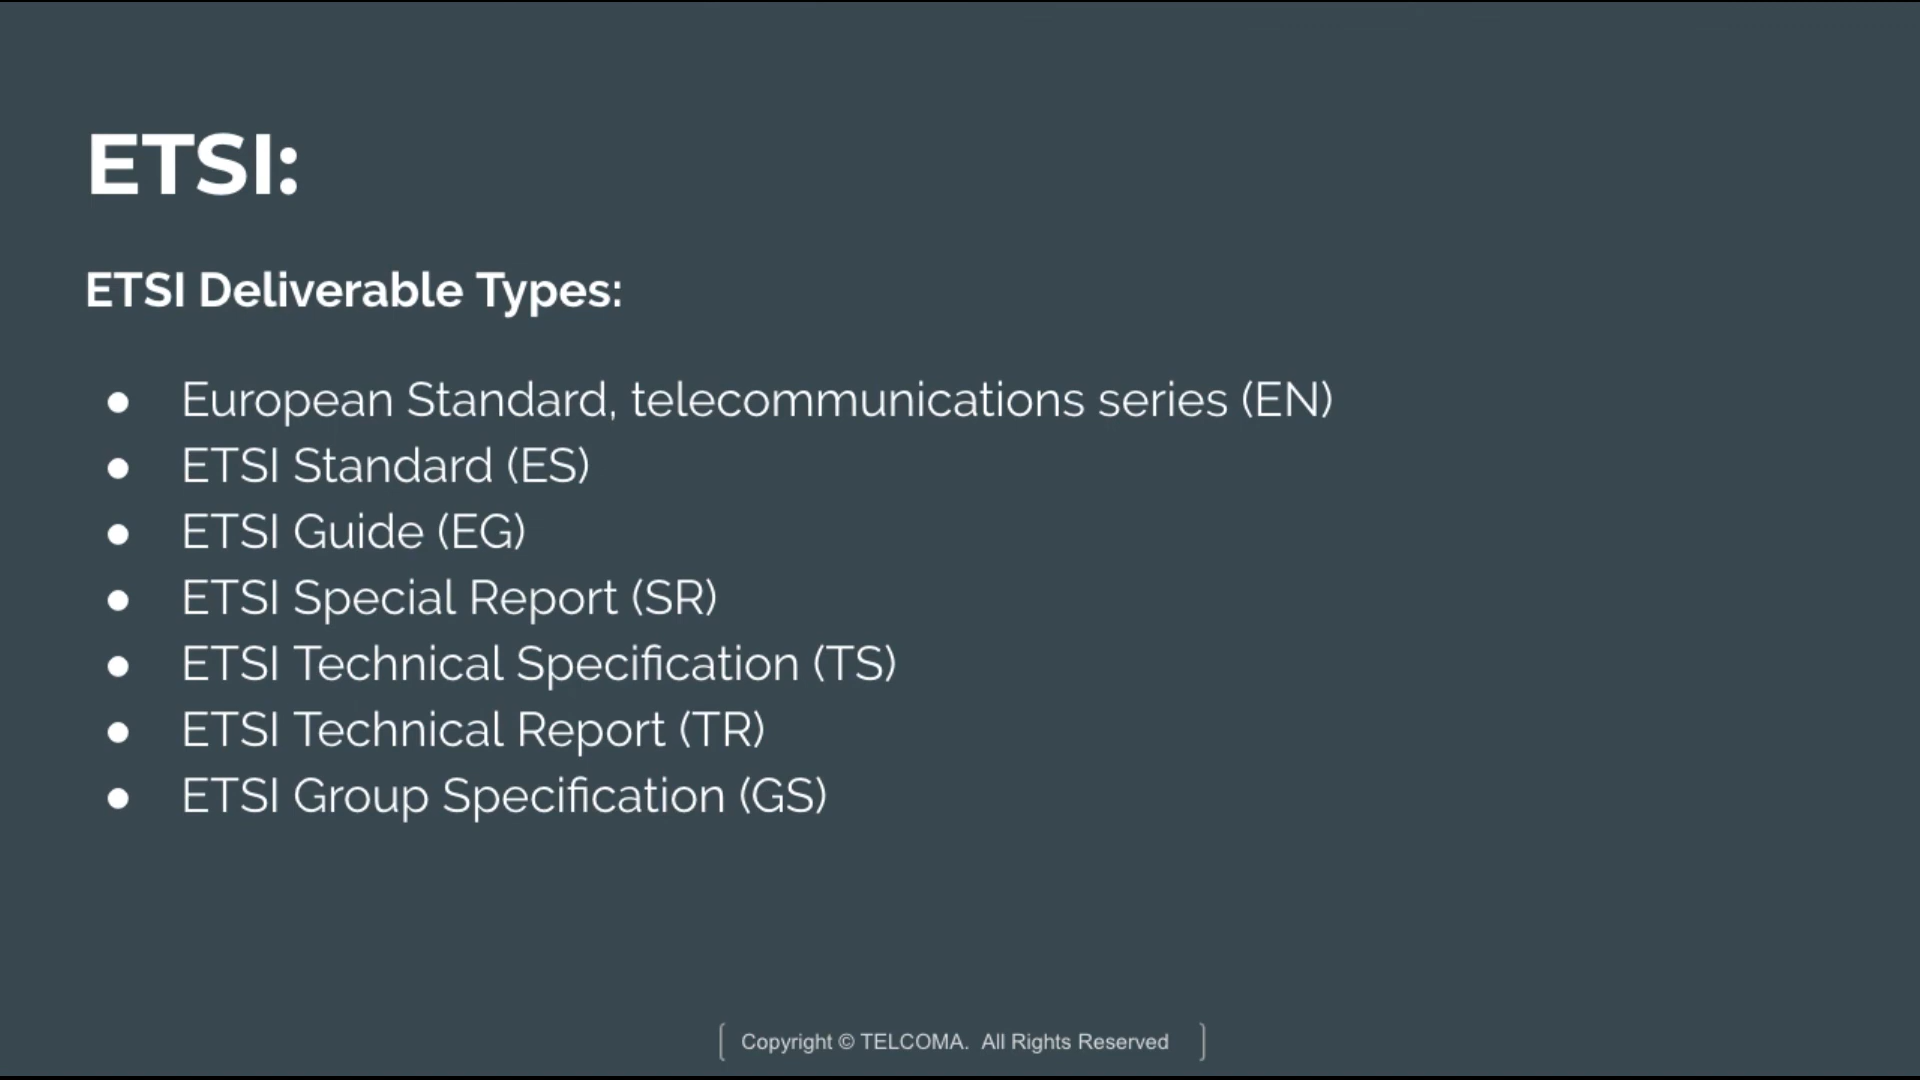 ETSI:
ETSI Deliverable Types:
● European Standard, telecommunications series (EN)
● ETSI Standard (ES)
● ETSI Guide (EG)
● ETSI Special Report (SR)
● ETSI Technical Specification (TS)
● ETSI Technical Report (TR)
● ETSI Group Specification (GS)
[ Copyright © TELCOMA. All Rights Reserved ]